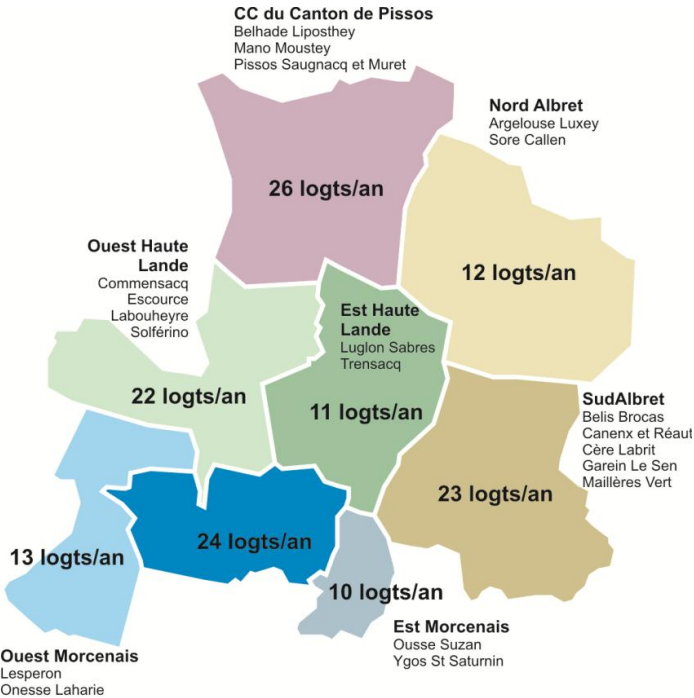 CC du Canton de Pissos
Belhade Liposthey
Mano Moustey
Pissos Saugnacq et Muret
Nord Albret
Argelouse Luxey
Sore Callen
26 logts/an
Ouest Haute
Lande
Commensacq
Escource
Labouheyre
Solférino
12 logts/an
Est Haute
Lande
Luglon Sabres
Trensacq
22 logts/an
11 logts/an
SudAlbret
Belis Brocas
Canenx et Réaut
Cère Labrit
Garein Le Sen
Maillères Vert
23 logts/an
24 logts/an
13 logts/an
10 logts/an
Est Morcenais
Ousse Suzan
Ygos St Saturnin
Ouest Morcenais
Lesperon
Onesse Laharie